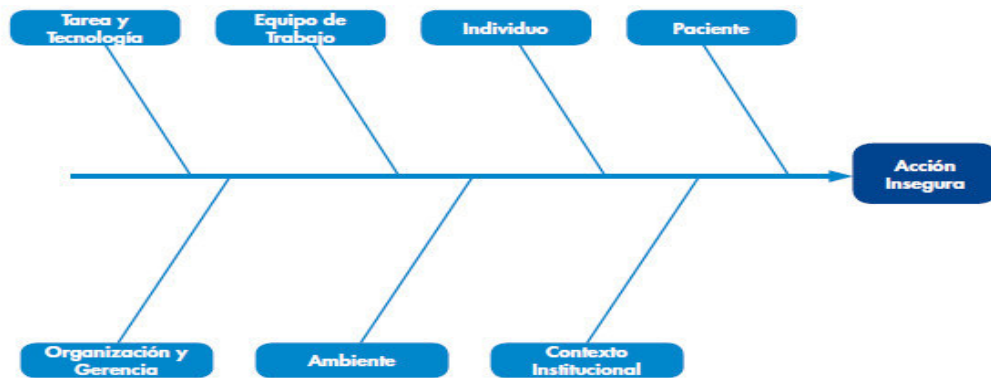 Tarea y
Tecnología
Equipo de
Trabajo
Individuo
Paciente
Acción
Insegura
Organización y
Gerencia
Ambiente
Contexto
Institucional